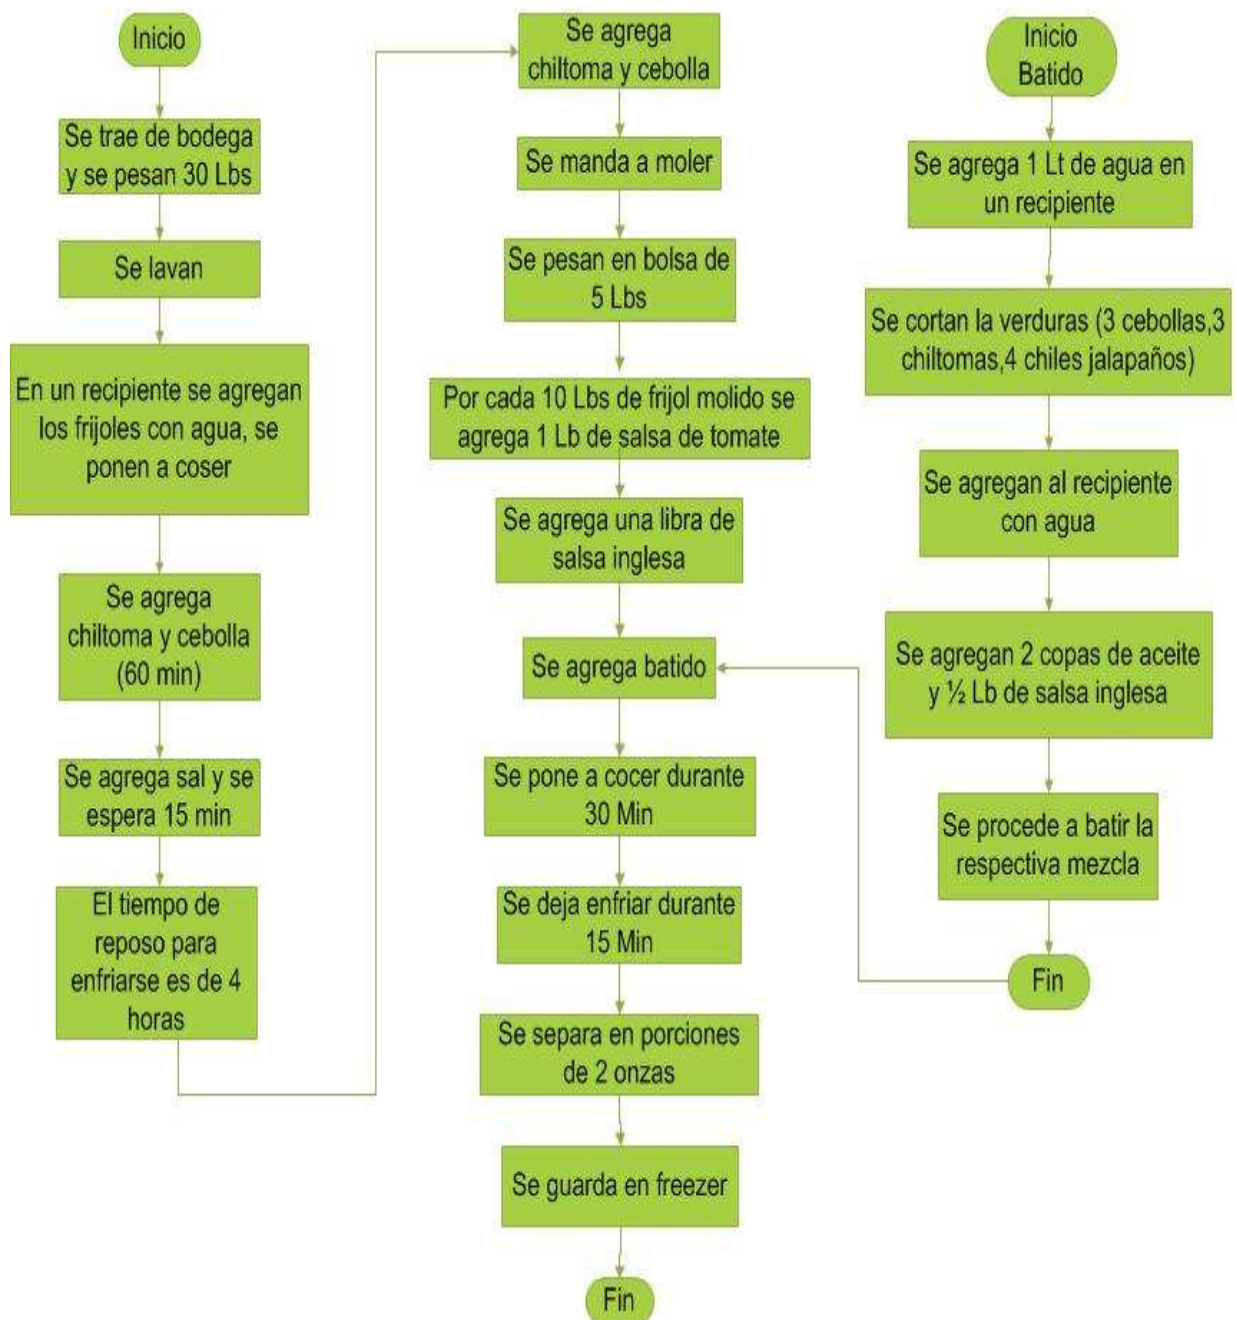 Inicio
Se trae de bodega
y se pesan 30 Lbs
Se lavan
En un recipiente se agregan
los frijoles con agua, se
ponen a coser
Se agrega
chiltoma y cebolla
(60 min)
Se agrega sal y se
espera 15 min
El tiempo de
reposo para
enfriarse es de 4
horas
Se agrega
chiltoma y cebolla
Se manda a moler
Se pesan en bolsa de
5 Lbs
Por cada 10 Lbs de frijol molido se
agrega 1 Lb de salsa de tomate
Se agrega una libra de
salsa inglesa
Se agrega batido
Se pone a cocer durante
30 Min
Se deja enfriar durante
15 Min
Se separa en porciones
de 2 onzas
Se guarda en freezer
Fin
Inicio
Batido
Se agrega 1 Lt de agua en
un recipiente
Se cortan la verduras (3 cebollas,3
chiltomas,4 chiles jalapaños)
Se agregan al recipiente
con agua
Se agregan 2 copas de aceite
y ½ Lb de salsa inglesa
Se procede a batir la
respectiva mezcla
Fin